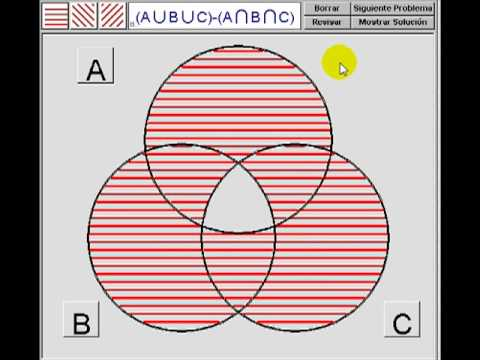 (A∪B∪C)-(A∩B∩C)
Borrar
Siguiente Problema
Revisar
Mostrar Solución
A
B
C